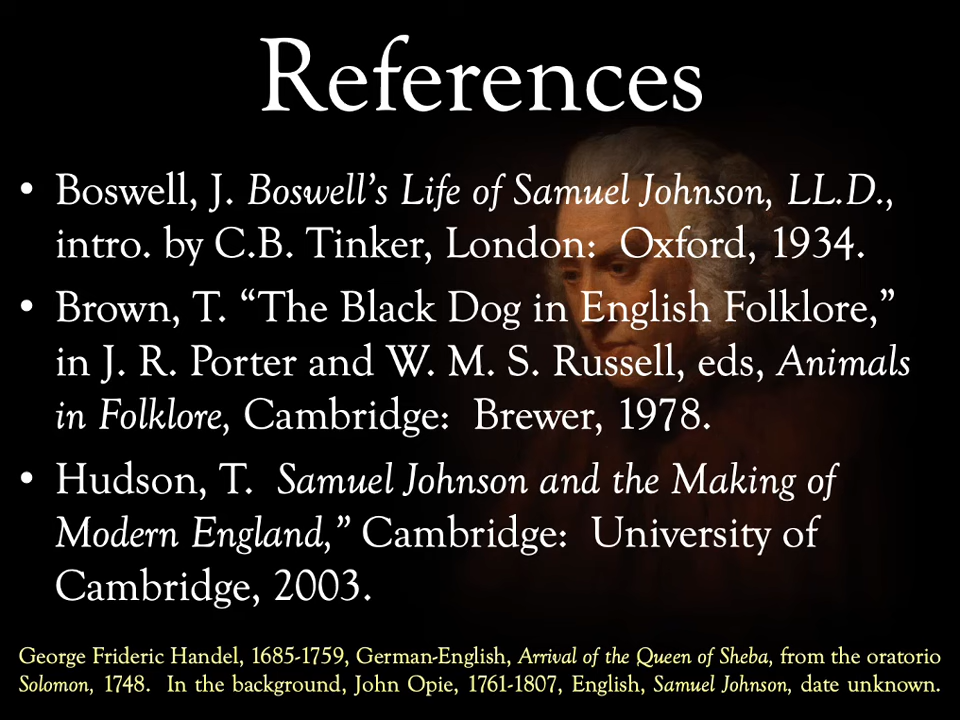 References
• Boswell, J. Boswell’s Life of Samuel Johnson, LL.D.,
intro. by C.B. Tinker, London:  Oxford, 1934.
• Brown, T. “The Black Dog in English Folklore,”
in J. R. Porter and W. M. S. Russell, eds, Animals
in Folklore, Cambridge:  Brewer, 1978.
• Hudson, T.  Samuel Johnson and the Making of
Modern England,” Cambridge:  University of
Cambridge, 2003.
George Frideric Handel, 1685-1759, German-English, Arrival of the Queen of Sheba, from the oratorio
Solomon, 1748.  In the background, John Opie, 1761-1807, English, Samuel Johnson, date unknown.